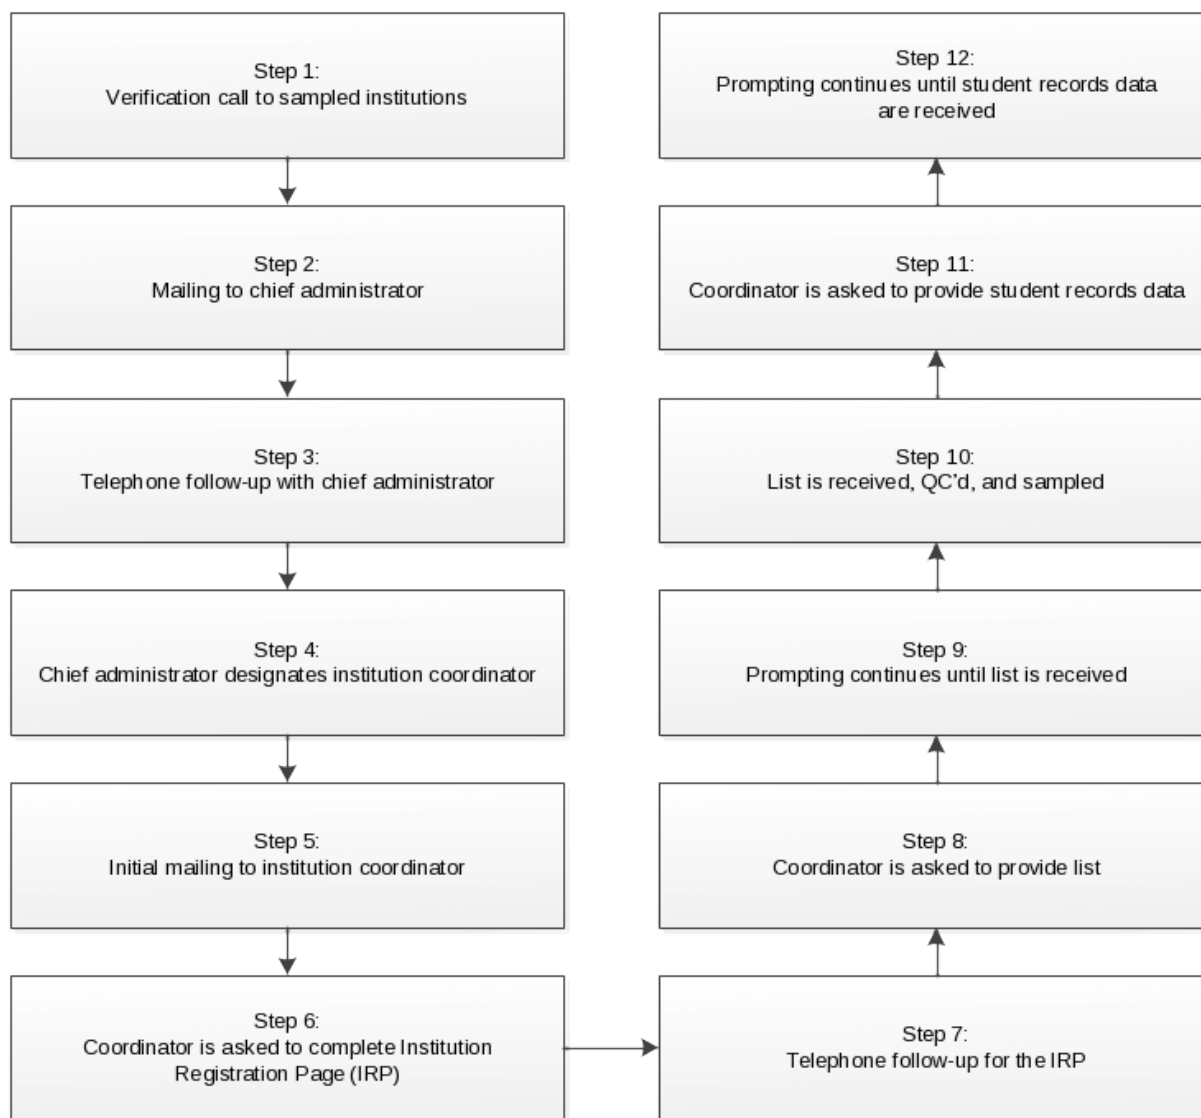 Step 1:
Verification call to sampled institutions
Step 2:
Mailing to chief administrator
Step 3:
Telephone follow-up with chief administrator
Step 4:
Chief administrator designates institution coordinator
Step 5:
Initial mailing to institution coordinator
Step 6:
Coordinator is asked to complete Institution
Registration Page (IRP)
Step 7:
Telephone follow-up for the IRP
Step 8:
Coordinator is asked to provide list
Step 9:
Prompting continues until list is received
Step 10:
List is received, QC’d, and sampled
Step 11:
Coordinator is asked to provide student records data
Step 12:
Prompting continues until student records data
are received